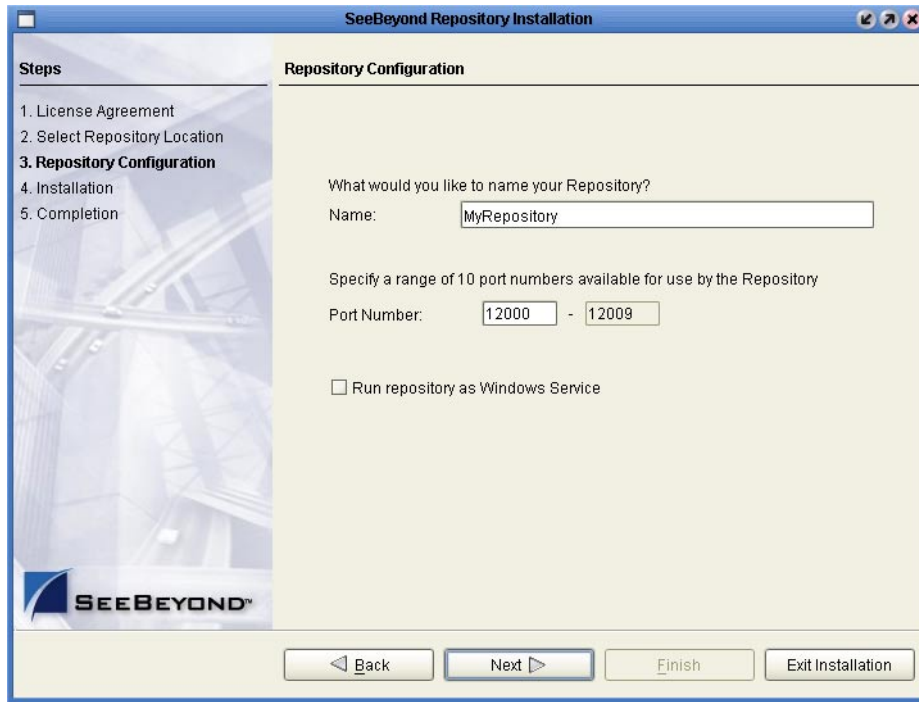 SeeBeyond Repository Installation
Steps
1. License Agreement
2. Select Repository Location
3. Repository Configuration
4. Installation
5. Completion
SEEBEYOND™
Repository Configuration
What would you like to name your Repository?
Name: MyRepository
Specify a range of 10 port numbers available for use by the Repository
Port Number: 12000 - 12009
Run repository as Windows Service
Back Next Finish Exit Installation